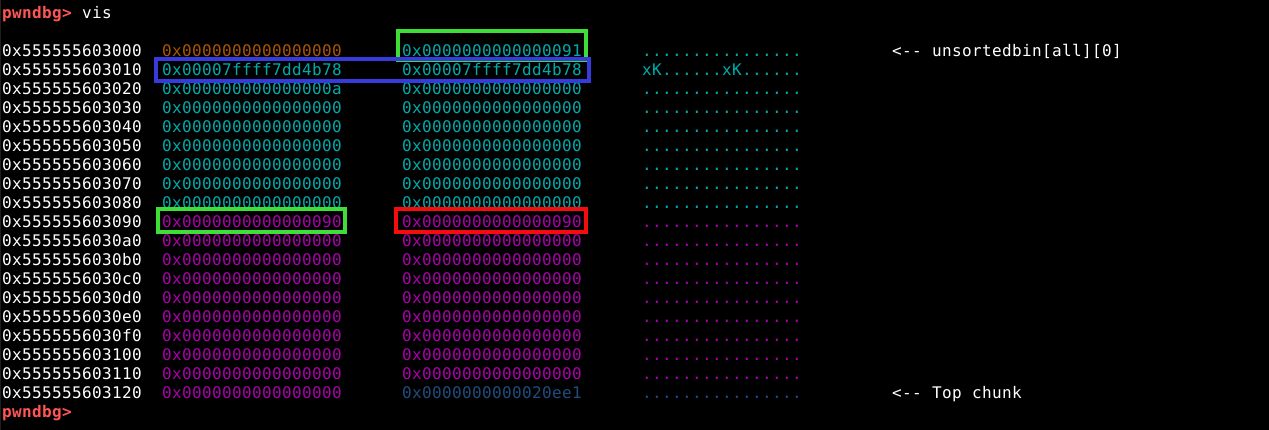 pwndbg> vis
0x555555603000 0x0000000000000000 0x0000000000000091 ................ <-- unsortedbin[all][0]
0x555555603010 0x00007ffff7dd4b78 0x00007ffff7dd4b78 xK......xK......
0x555555603020 0x000000000000000a 0x0000000000000000 ................
0x555555603030 0x0000000000000000 0x0000000000000000 ................
0x555555603040 0x0000000000000000 0x0000000000000000 ................
0x555555603050 0x0000000000000000 0x0000000000000000 ................
0x555555603060 0x0000000000000000 0x0000000000000000 ................
0x555555603070 0x0000000000000000 0x0000000000000000 ................
0x555555603080 0x0000000000000000 0x0000000000000000 ................
0x555555603090 0x0000000000000090 0x0000000000000090 ................
0x5555556030a0 0x0000000000000000 0x0000000000000000 ................
0x5555556030b0 0x0000000000000000 0x0000000000000000 ................
0x5555556030c0 0x0000000000000000 0x0000000000000000 ................
0x5555556030d0 0x0000000000000000 0x0000000000000000 ................
0x5555556030e0 0x0000000000000000 0x0000000000000000 ................
0x5555556030f0 0x0000000000000000 0x0000000000000000 ................
0x555555603100 0x0000000000000000 0x0000000000000000 ................
0x555555603110 0x0000000000000000 0x0000000000000000 ................
0x555555603120 0x0000000000000000 0x0000000000020ee1 ................ <-- Top chunk
pwndbg>